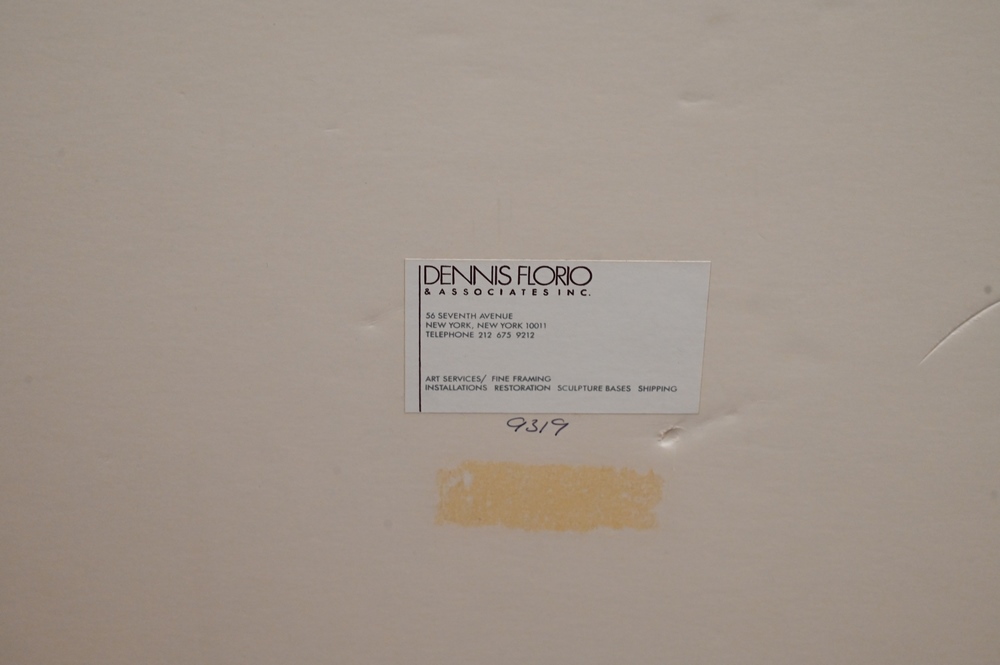 DENNIS FLORIO
& ASSOCIATES INC.
56 SEVENTH AVENUE
NEW YORK, NEW YORK 10011
TELEPHONE 212 675 9212
ART SERVICES/ FINE FRAMING
INSTALLATIONS RESTORATION SCULPTURE BASES SHIPPING
9319